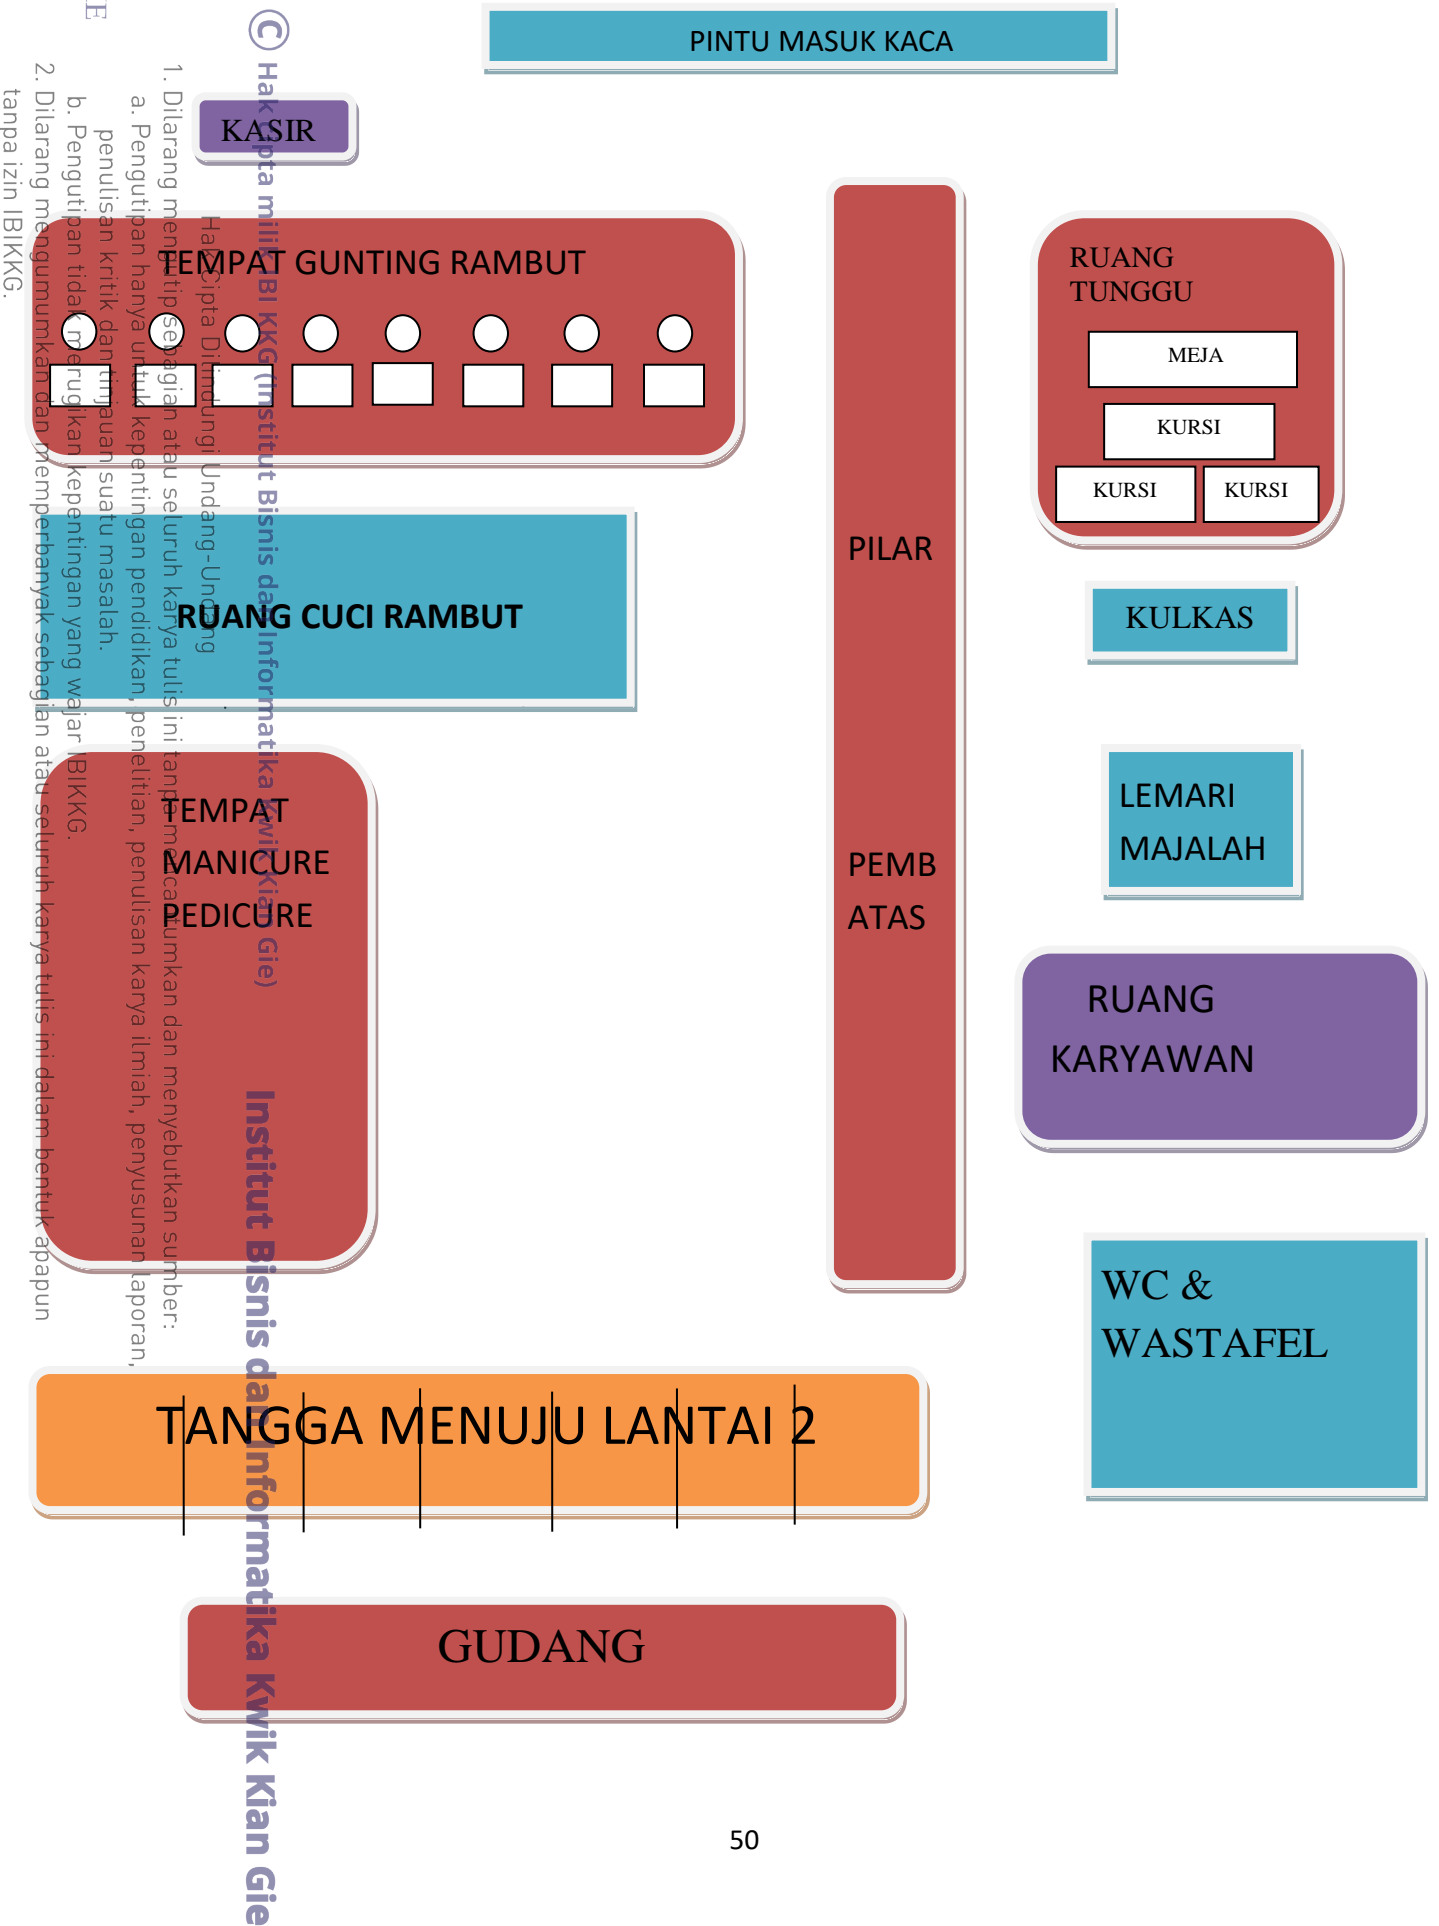 PINTU MASUK KACA
KASIR
TEMPAT GUNTING RAMBUT
RUANG
TUNGGU
MEJA
KURSI
KURSI KURSI
RUANG CUCI RAMBUT
PILAR
PEMB
ATAS
KULKAS
TEMPAT
MANICURE
PEDICURE
LEMARI
MAJALAH
RUANG
KARYAWAN
WC &
WASTAFEL
TANGGA MENUJU LANTAI 2
GUDANG
50
© Hak cipta milik IBI KKG (Institut Bisnis dan Informatika Kwik Kian Gie)
Institut Bisnis dan Informatika Kwik Kian Gie
Hak Cipta Dilindungi Undang-Undang
1. Dilarang mengutip sebagian atau seluruh karya tulis ini tanpa mencantumkan dan menyebutkan sumber:
a. Pengutipan hanya untuk kepentingan pendidikan, penelitian, penulisan karya ilmiah, penyusunan laporan,
penulisan kritik dan tinjauan suatu masalah.
b. Pengutipan tidak merugikan kepentingan yang wajar IBIKKG.
2. Dilarang mengumumkan dan memperbanyak sebagian atau seluruh karya tulis ini dalam bentuk apapun
tanpa izin IBIKKG.